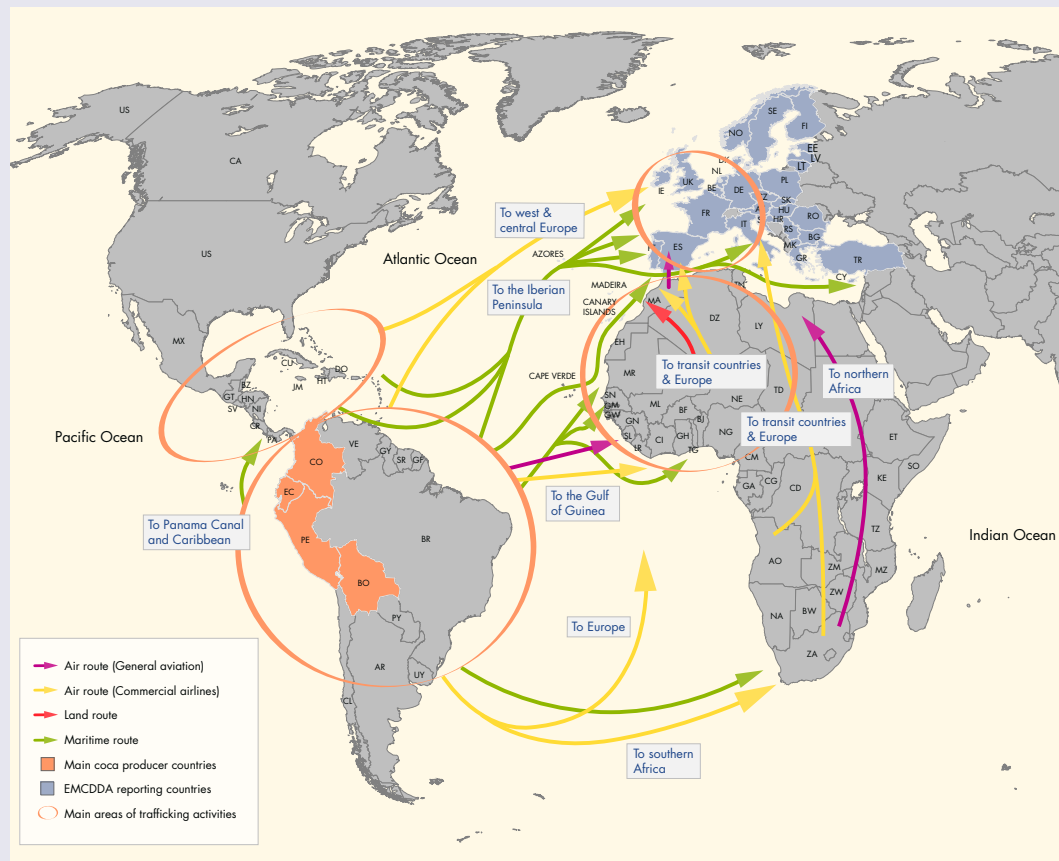 US
CA
US
MX
Atlantic Ocean
Pacific Ocean
Indian Ocean
CU
DO
HT
JM
BZ
GT
HN
SV
NI
CR
PA
CO
VE
GY
SR
GF
EC
PE
BR
BO
PY
AR
UY
CL
To west &
central Europe
AZORES
To the Iberian
Peninsula
MADEIRA
CANARY
ISLANDS
CAPE VERDE
SE
NO
FI
EE
LV
LT
NL
IE
UK
BE
DE
PL
SK
FR
HU
RO
HR
IT
RS
BG
MK
ES
GR
TR
CY
MA
DZ
TN
LY
EH
MR
To transit countries
& Europe
To northern
Africa
TD
SN
GM
GW
ML
NE
BF
BJ
GN
SL
CI
GH
NG
LR
TG
To transit countries
& Europe
ET
CM
SO
GA
CG
CD
KE
TZ
AO
ZM
MZ
ZW
NA
BW
ZA
To the Gulf
of Guinea
To Panama Canal
and Caribbean
To Europe
To southern
Africa
Air route (General aviation)
Air route (Commercial airlines)
Land route
Maritime route
Main coca producer countries
EMCDDA reporting countries
Main areas of trafficking activities